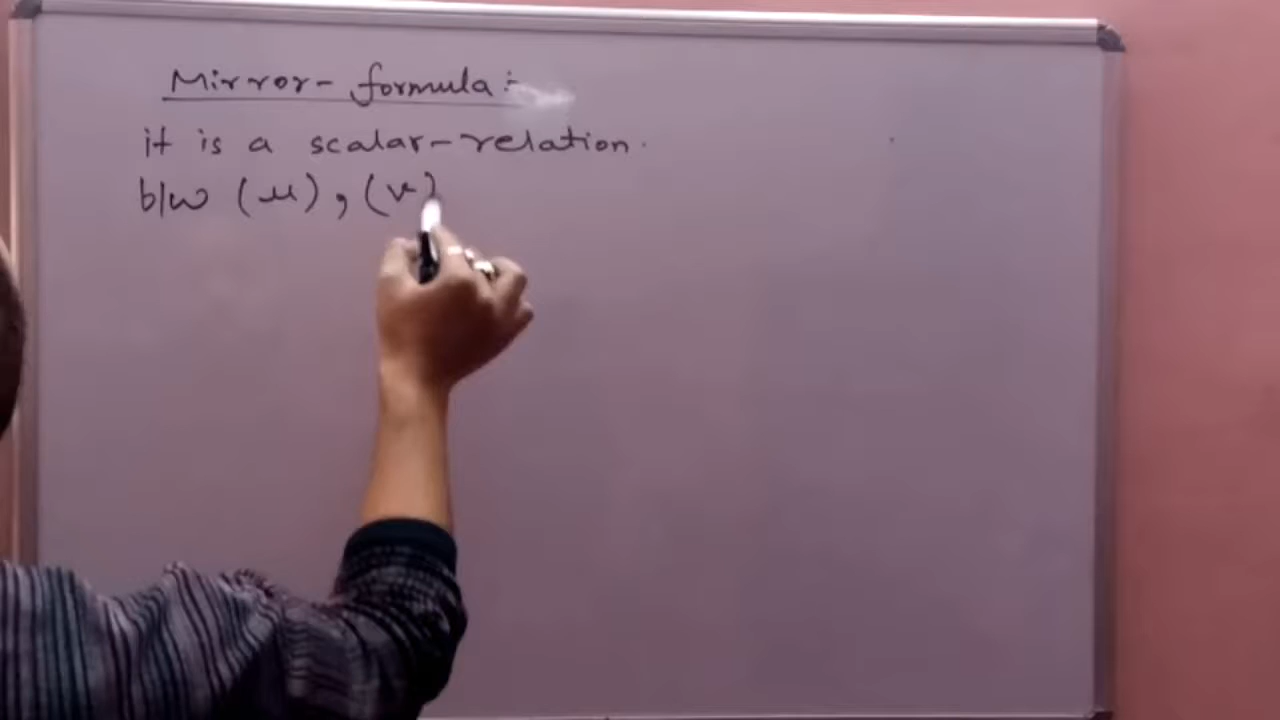 Mirror- formula :-
it is a scalar-relation.
b/w (u), (v)